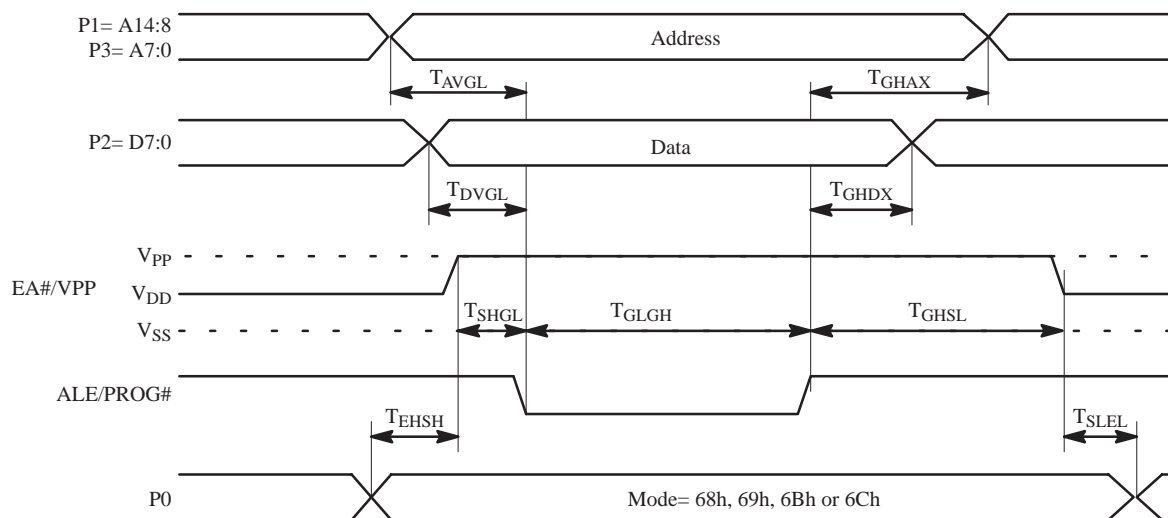 P1= A14:8
P3= A7:0
Address
TAVGL
TGHAX
P2= D7:0
Data
TDVGL
TGHDX
VPP
EA#/VPP
VDD
TSHGL
TGLGH
TGHSL
VSS
ALE/PROG#
TEHSH
TSLEL
P0
Mode= 68h, 69h, 6Bh or 6Ch